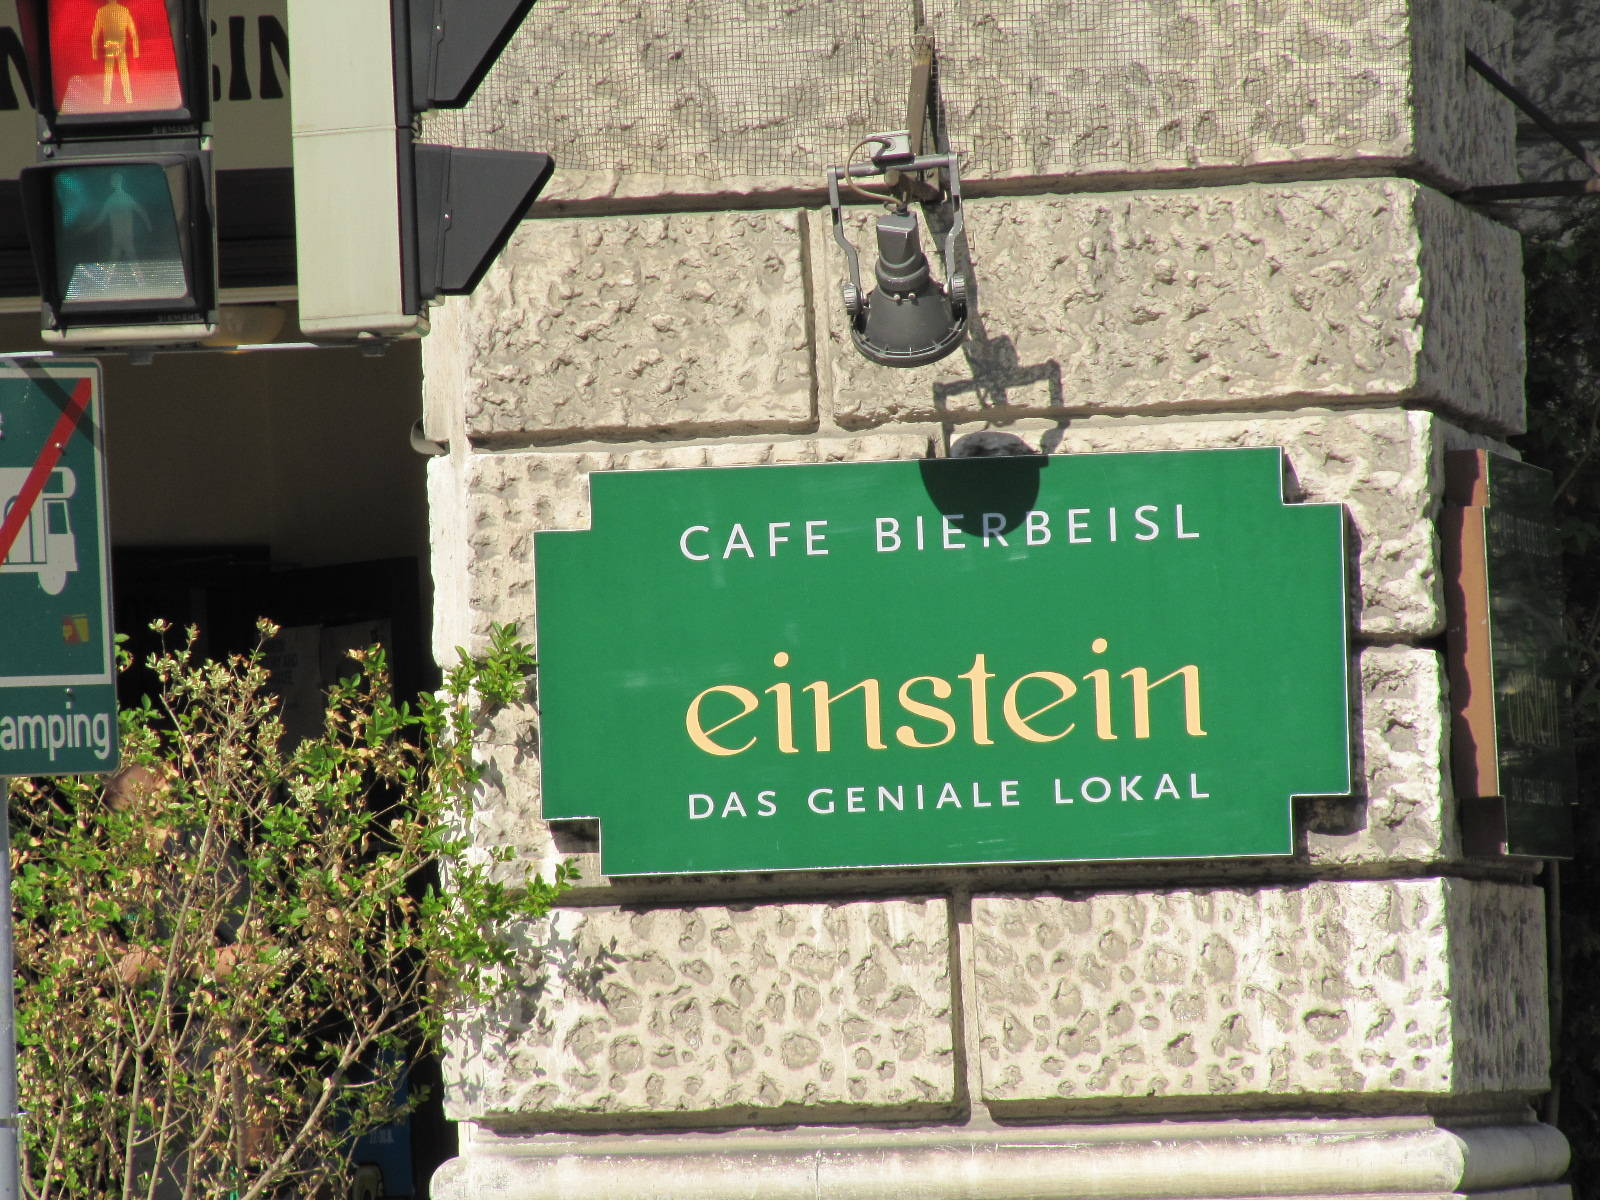 CAFE BIERBEISL
einstein
DAS GENIALE LOKAL
amping